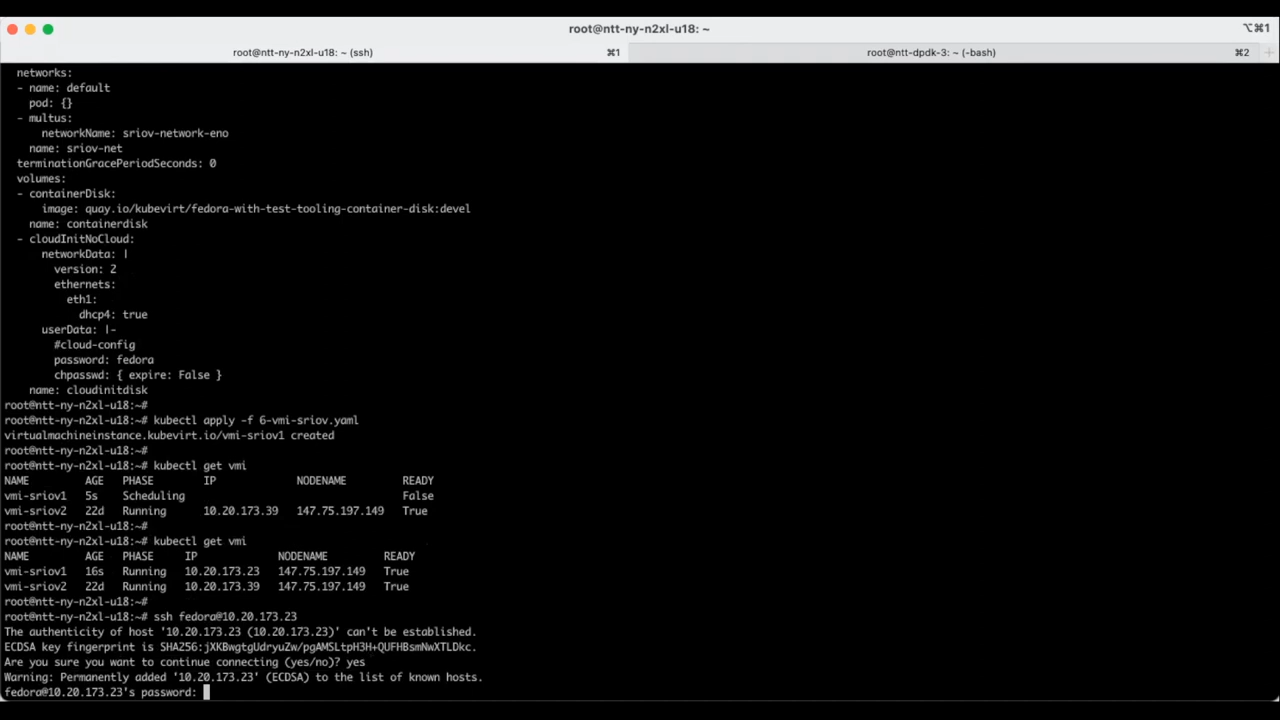 root@ntt-ny-n2xl-u18: ~
⌥⌘1
root@ntt-ny-n2xl-u18: ~ (ssh) ⌘1 root@ntt-dpdk-3: ~ (-bash) ⌘2 +
networks:
- name: default
pod: {}
- multus:
networkName: sriov-network-eno
name: sriov-net
terminationGracePeriodSeconds: 0
volumes:
- containerDisk:
image: quay.io/kubevirt/fedora-with-test-tooling-container-disk:devel
name: containerdisk
- cloudInitNoCloud:
networkData: |
version: 2
ethernets:
eth1:
dhcp4: true
userData: |-
#cloud-config
password: fedora
chpasswd: { expire: False }
name: cloudinitdisk
root@ntt-ny-n2xl-u18:~#
root@ntt-ny-n2xl-u18:~# kubectl apply -f 6-vmi-sriov.yaml
virtualmachineinstance.kubevirt.io/vmi-sriov1 created
root@ntt-ny-n2xl-u18:~#
root@ntt-ny-n2xl-u18:~# kubectl get vmi
NAME AGE PHASE IP NODENAME READY
vmi-sriov1 5s Scheduling False
vmi-sriov2 22d Running 10.20.173.39 147.75.197.149 True
root@ntt-ny-n2xl-u18:~#
root@ntt-ny-n2xl-u18:~# kubectl get vmi
NAME AGE PHASE IP NODENAME READY
vmi-sriov1 16s Running 10.20.173.23 147.75.197.149 True
vmi-sriov2 22d Running 10.20.173.39 147.75.197.149 True
root@ntt-ny-n2xl-u18:~#
root@ntt-ny-n2xl-u18:~# ssh fedora@10.20.173.23
The authenticity of host '10.20.173.23 (10.20.173.23)' can't be established.
ECDSA key fingerprint is SHA256:jXKBwgtgUdryuZw/pgAMSLtpH3H+QUFHBsmNwXTLDkc.
Are you sure you want to continue connecting (yes/no)? yes
Warning: Permanently added '10.20.173.23' (ECDSA) to the list of known hosts.
fedora@10.20.173.23's password: